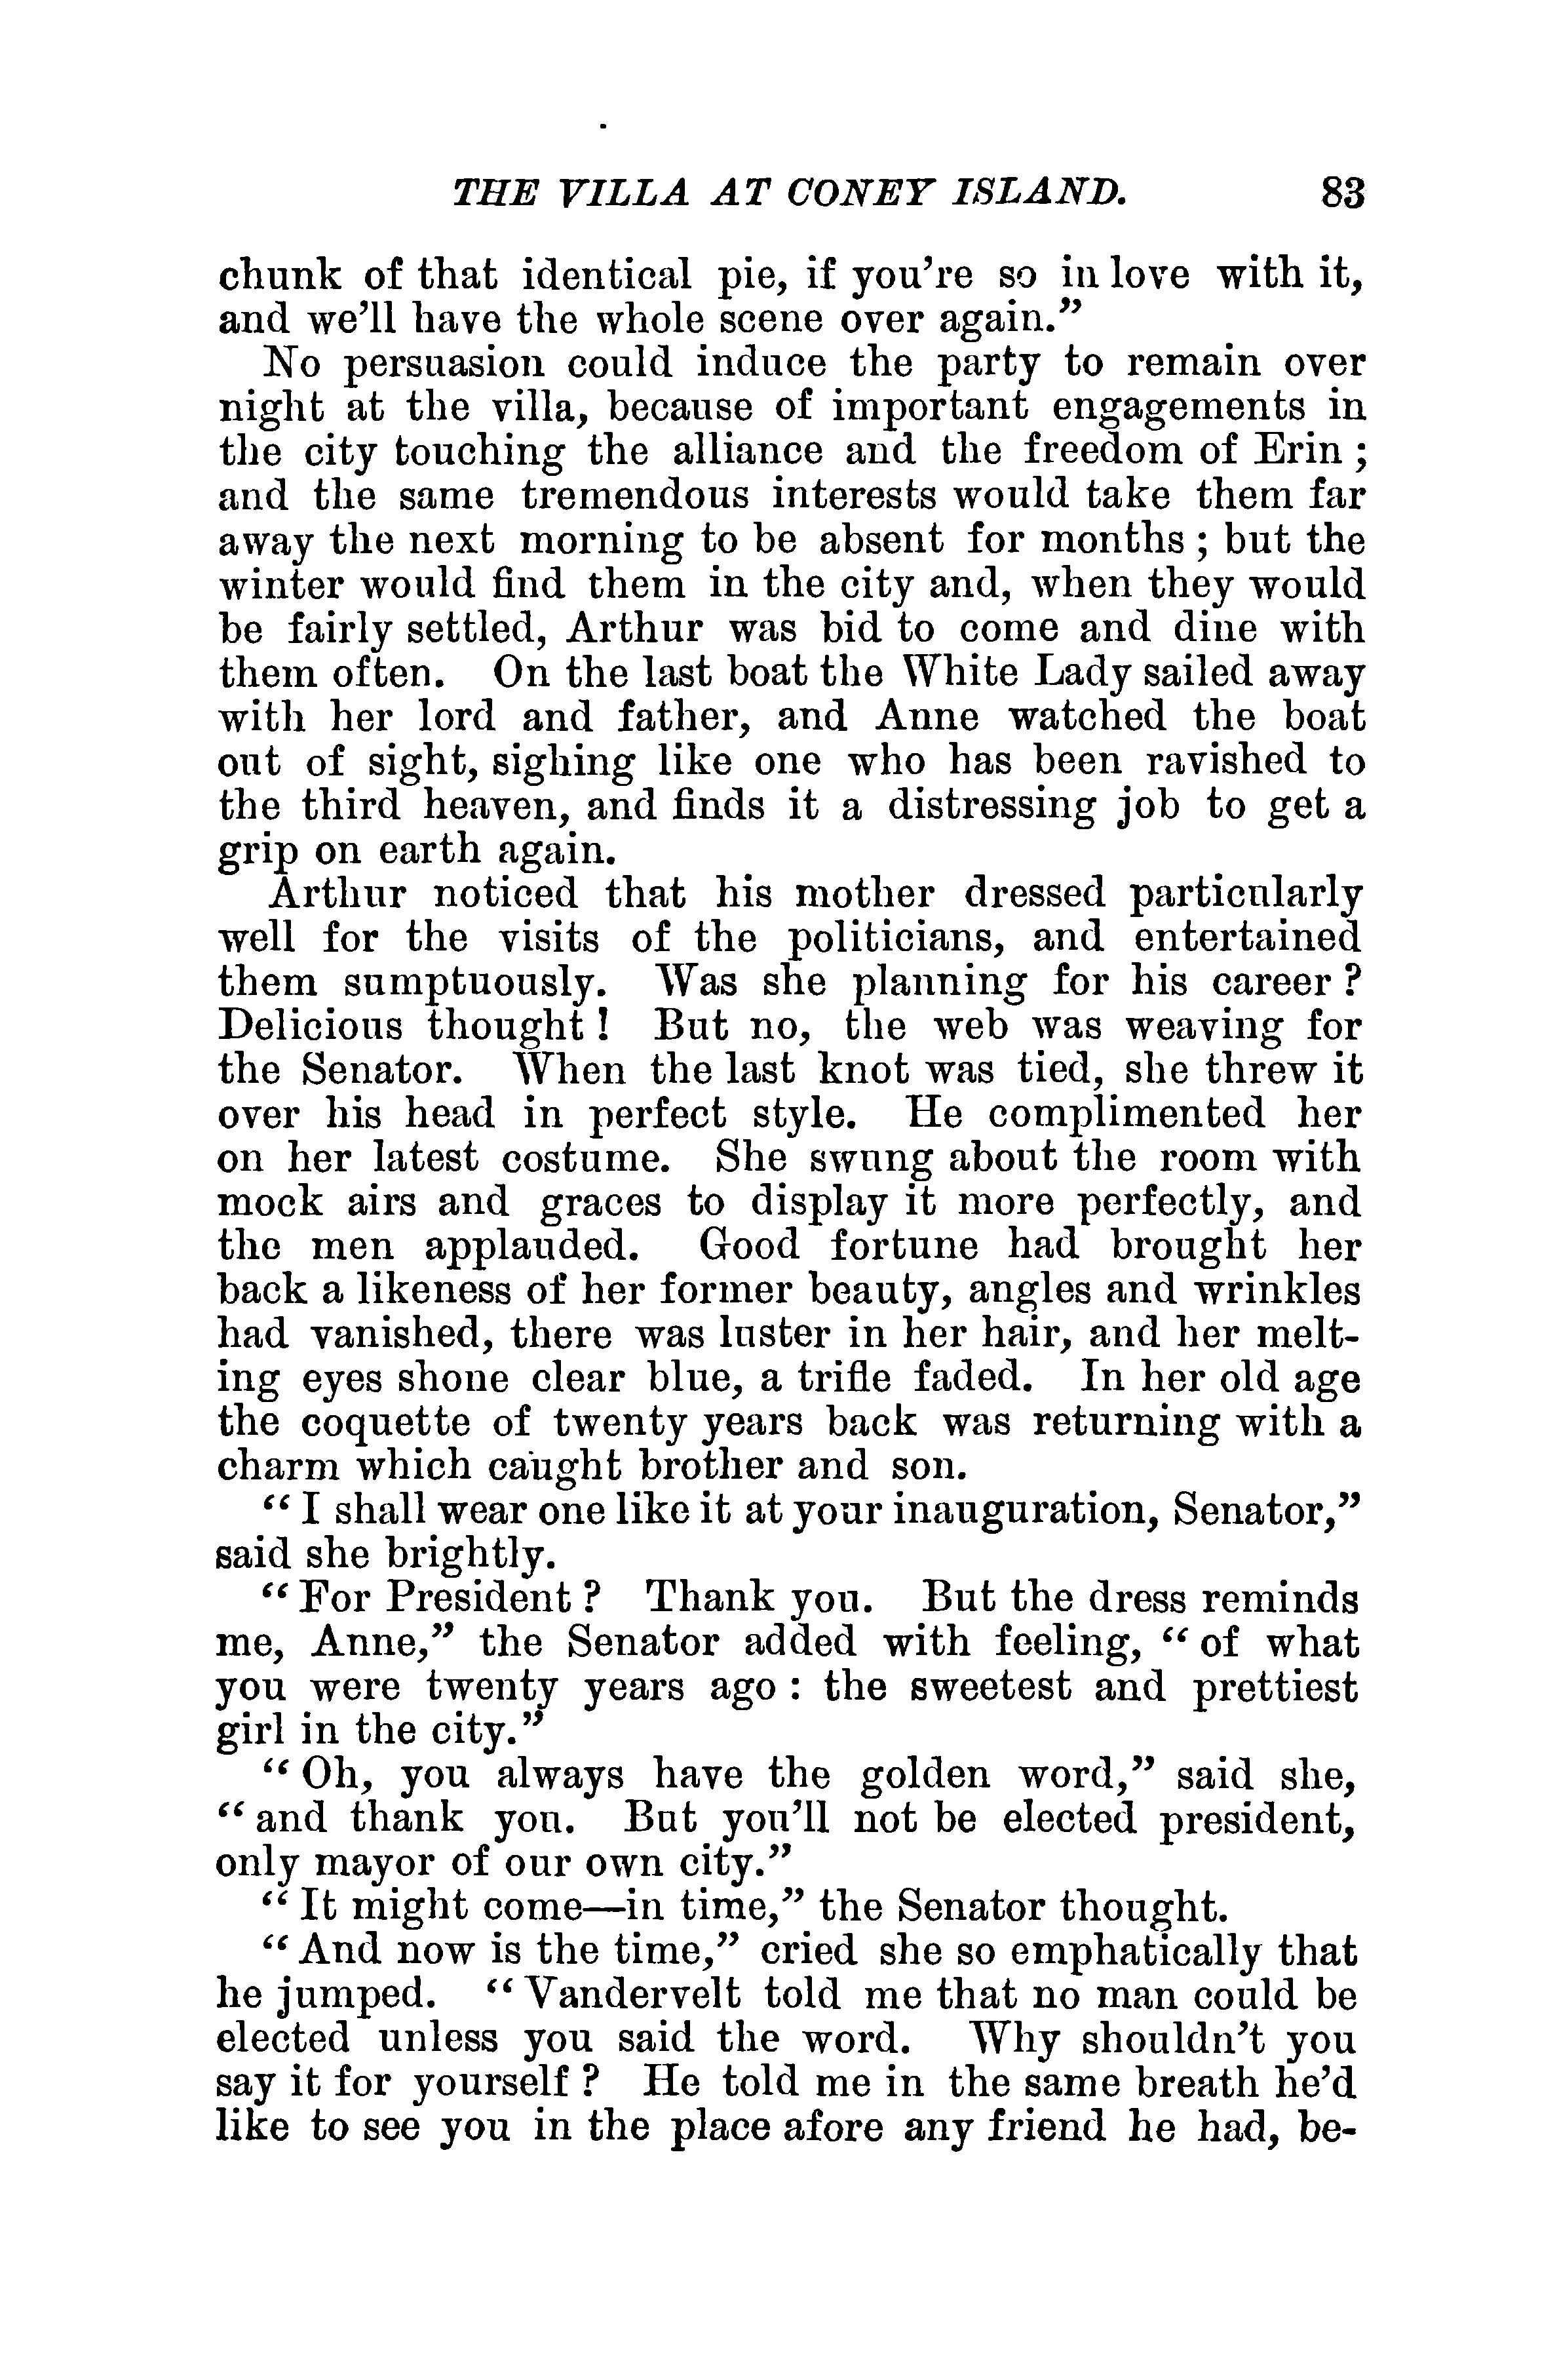 THE VILLA AT CONEY ISLAND. 83
chunk of that identical pie, if you're so in love with it,
and we'll have the whole scene over again.”
No persuasion could induce the party to remain over
night at the villa, because of important engagements in
the city touching the alliance and the freedom of Erin ;
and the same tremendous interests would take them far
away the next morning to be absent for months ; but the
winter would find them in the city and, when they would
be fairly settled, Arthur was bid to come and dine with
them often. On the last boat the White Lady sailed away
with her lord and father, and Anne watched the boat
out of sight, sighing like one who has been ravished to
the third heaven, and finds it a distressing job to get a
grip on earth again.
Arthur noticed that his mother dressed particularly
well for the visits of the politicians, and entertained
them sumptuously. Was she planning for his career ?
Delicious thought ! But no, the web was weaving for
the Senator. When the last knot was tied, she threw it
over his head in perfect style. He complimented her
on her latest costume. She swung about the room with
mock airs and graces to display it more perfectly, and
the men applauded. Good fortune had brought her
back a likeness of her former beauty, angles and wrinkles
had vanished, there was luster in her hair, and her melt-
ing eyes shone clear blue, a trifle faded. In her old age
the coquette of twenty years back was returning with a
charm which caught brother and son.
“ I shall wear one like it at your inauguration, Senator,”
said she brightly.
“ For President ? Thank you. But the dress reminds
me, Anne,” the Senator added with feeling, “ of what
you were twenty years ago : the sweetest and prettiest
girl in the city.”
“ Oh, you always have the golden word,” said she,
“ and thank you. But you'll not be elected president,
only mayor of our own city.”
“ It might come—in time,” the Senator thought.
“ And now is the time,” cried she so emphatically that
he jumped. “ Vandervelt told me that no man could be
elected unless you said the word. Why shouldn't you
say it for yourself ? He told me in the same breath he'd
like to see you in the place afore any friend he had, be-